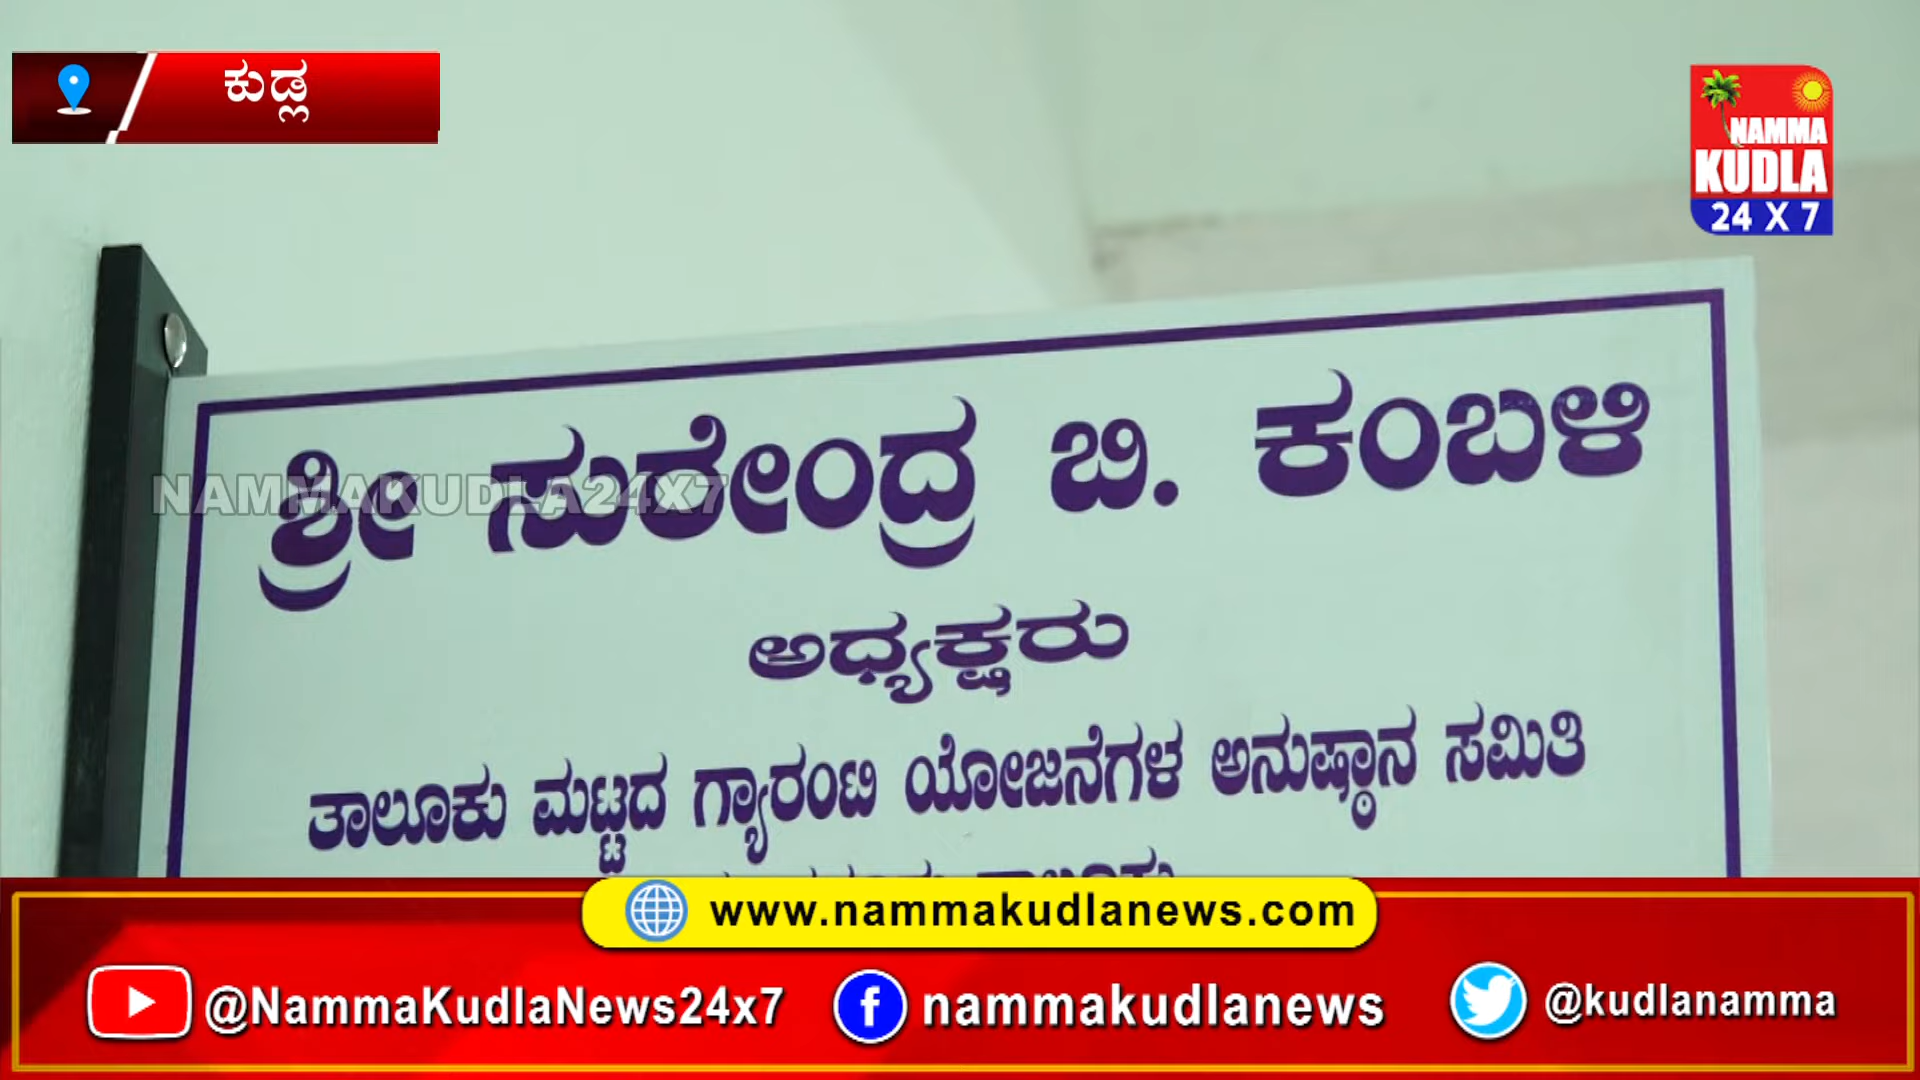 ಕುಡ್ಲ
NAMMA
KUDLA
24 X 7
ಶ್ರೀ ಸುರೇಂದ್ರ ಬಿ. ಕಂಬಳಿ
NAMMAKUDLA24X7
ಅಧ್ಯಕ್ಷರು
ತಾಲೂಕು ಮಟ್ಟದ ಗ್ಯಾರಂಟಿ ಯೋಜನೆಗಳ ಅನುಷ್ಠಾನ ಸಮಿತಿ
www.nammakudlanews.com
@NammaKudlaNews24x7
nammakudlanews
@kudlanamma